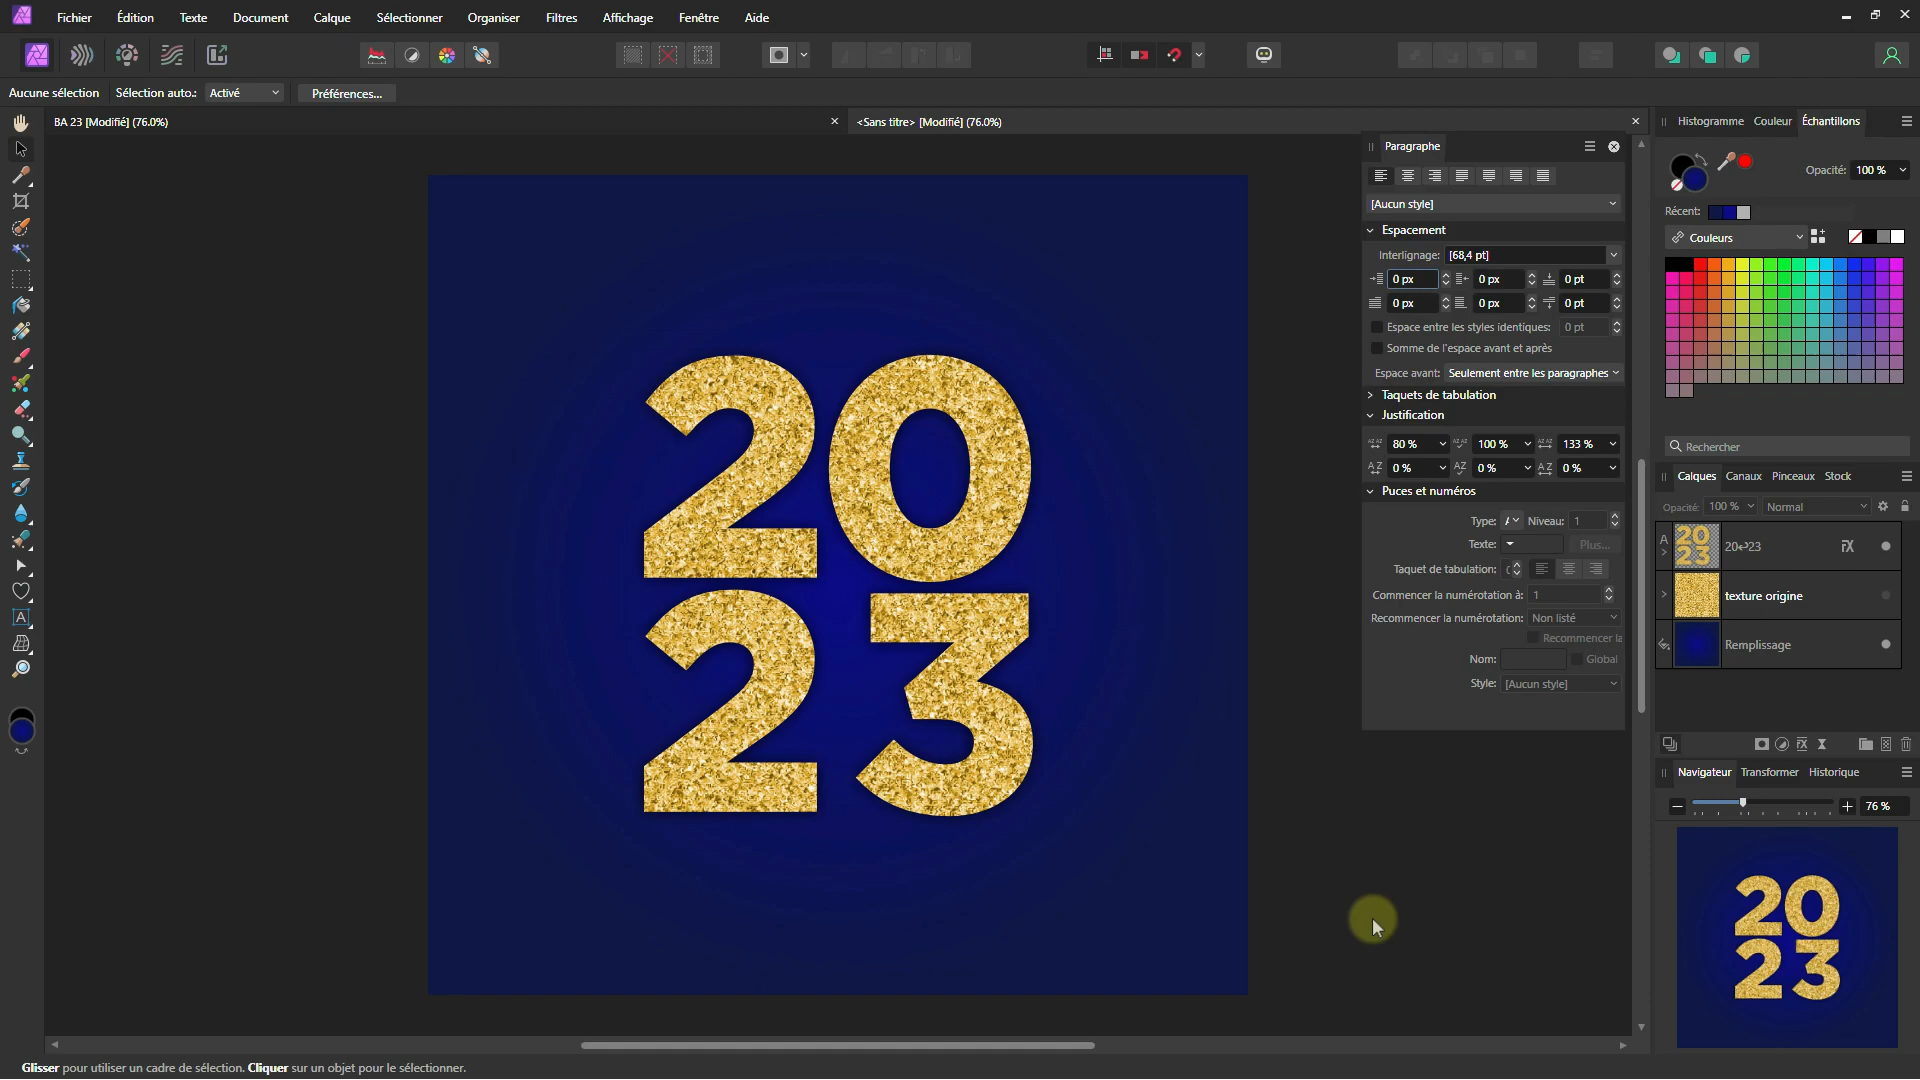 Fichier Édition Texte Document Calque Sélectionner Organiser Filtres Affichage Fenêtre Aide
Aucune sélection Sélection auto.: Activé Préférences...
BA 23 [Modifié] (76.0%)
<Sans titre> [Modifié] (76.0%)
Histogramme Couleur Échantillons
Paragraphe
Opacité: 100 %
[Aucun style]
Récent:
Espacement
Couleurs
Interlignage: [68,4 pt]
0 px 0 px 0 pt
0 px 0 px 0 pt
Espace entre les styles identiques: 0 pt
Somme de l'espace avant et après
Espace avant: Seulement entre les paragraphes
Taquets de tabulation
Justification
80 % 100 % 133 %
0 % 0 % 0 %
Puces et numéros
Type: Niveau: 1
Texte: Plus...
Taquet de tabulation:
Commencer la numérotation à: 1
Recommencer la numérotation: Non listé
Recommencer la
Nom: Global
Style: [Aucun style]
Rechercher
Calques Canaux Pinceaux Stock
Opacité: 100 % Normal
20↩23
texture origine
Remplissage
Navigateur Transformer Historique
76 %
20
23
20
23
Glisser pour utiliser un cadre de sélection. Cliquer sur un objet pour le sélectionner.